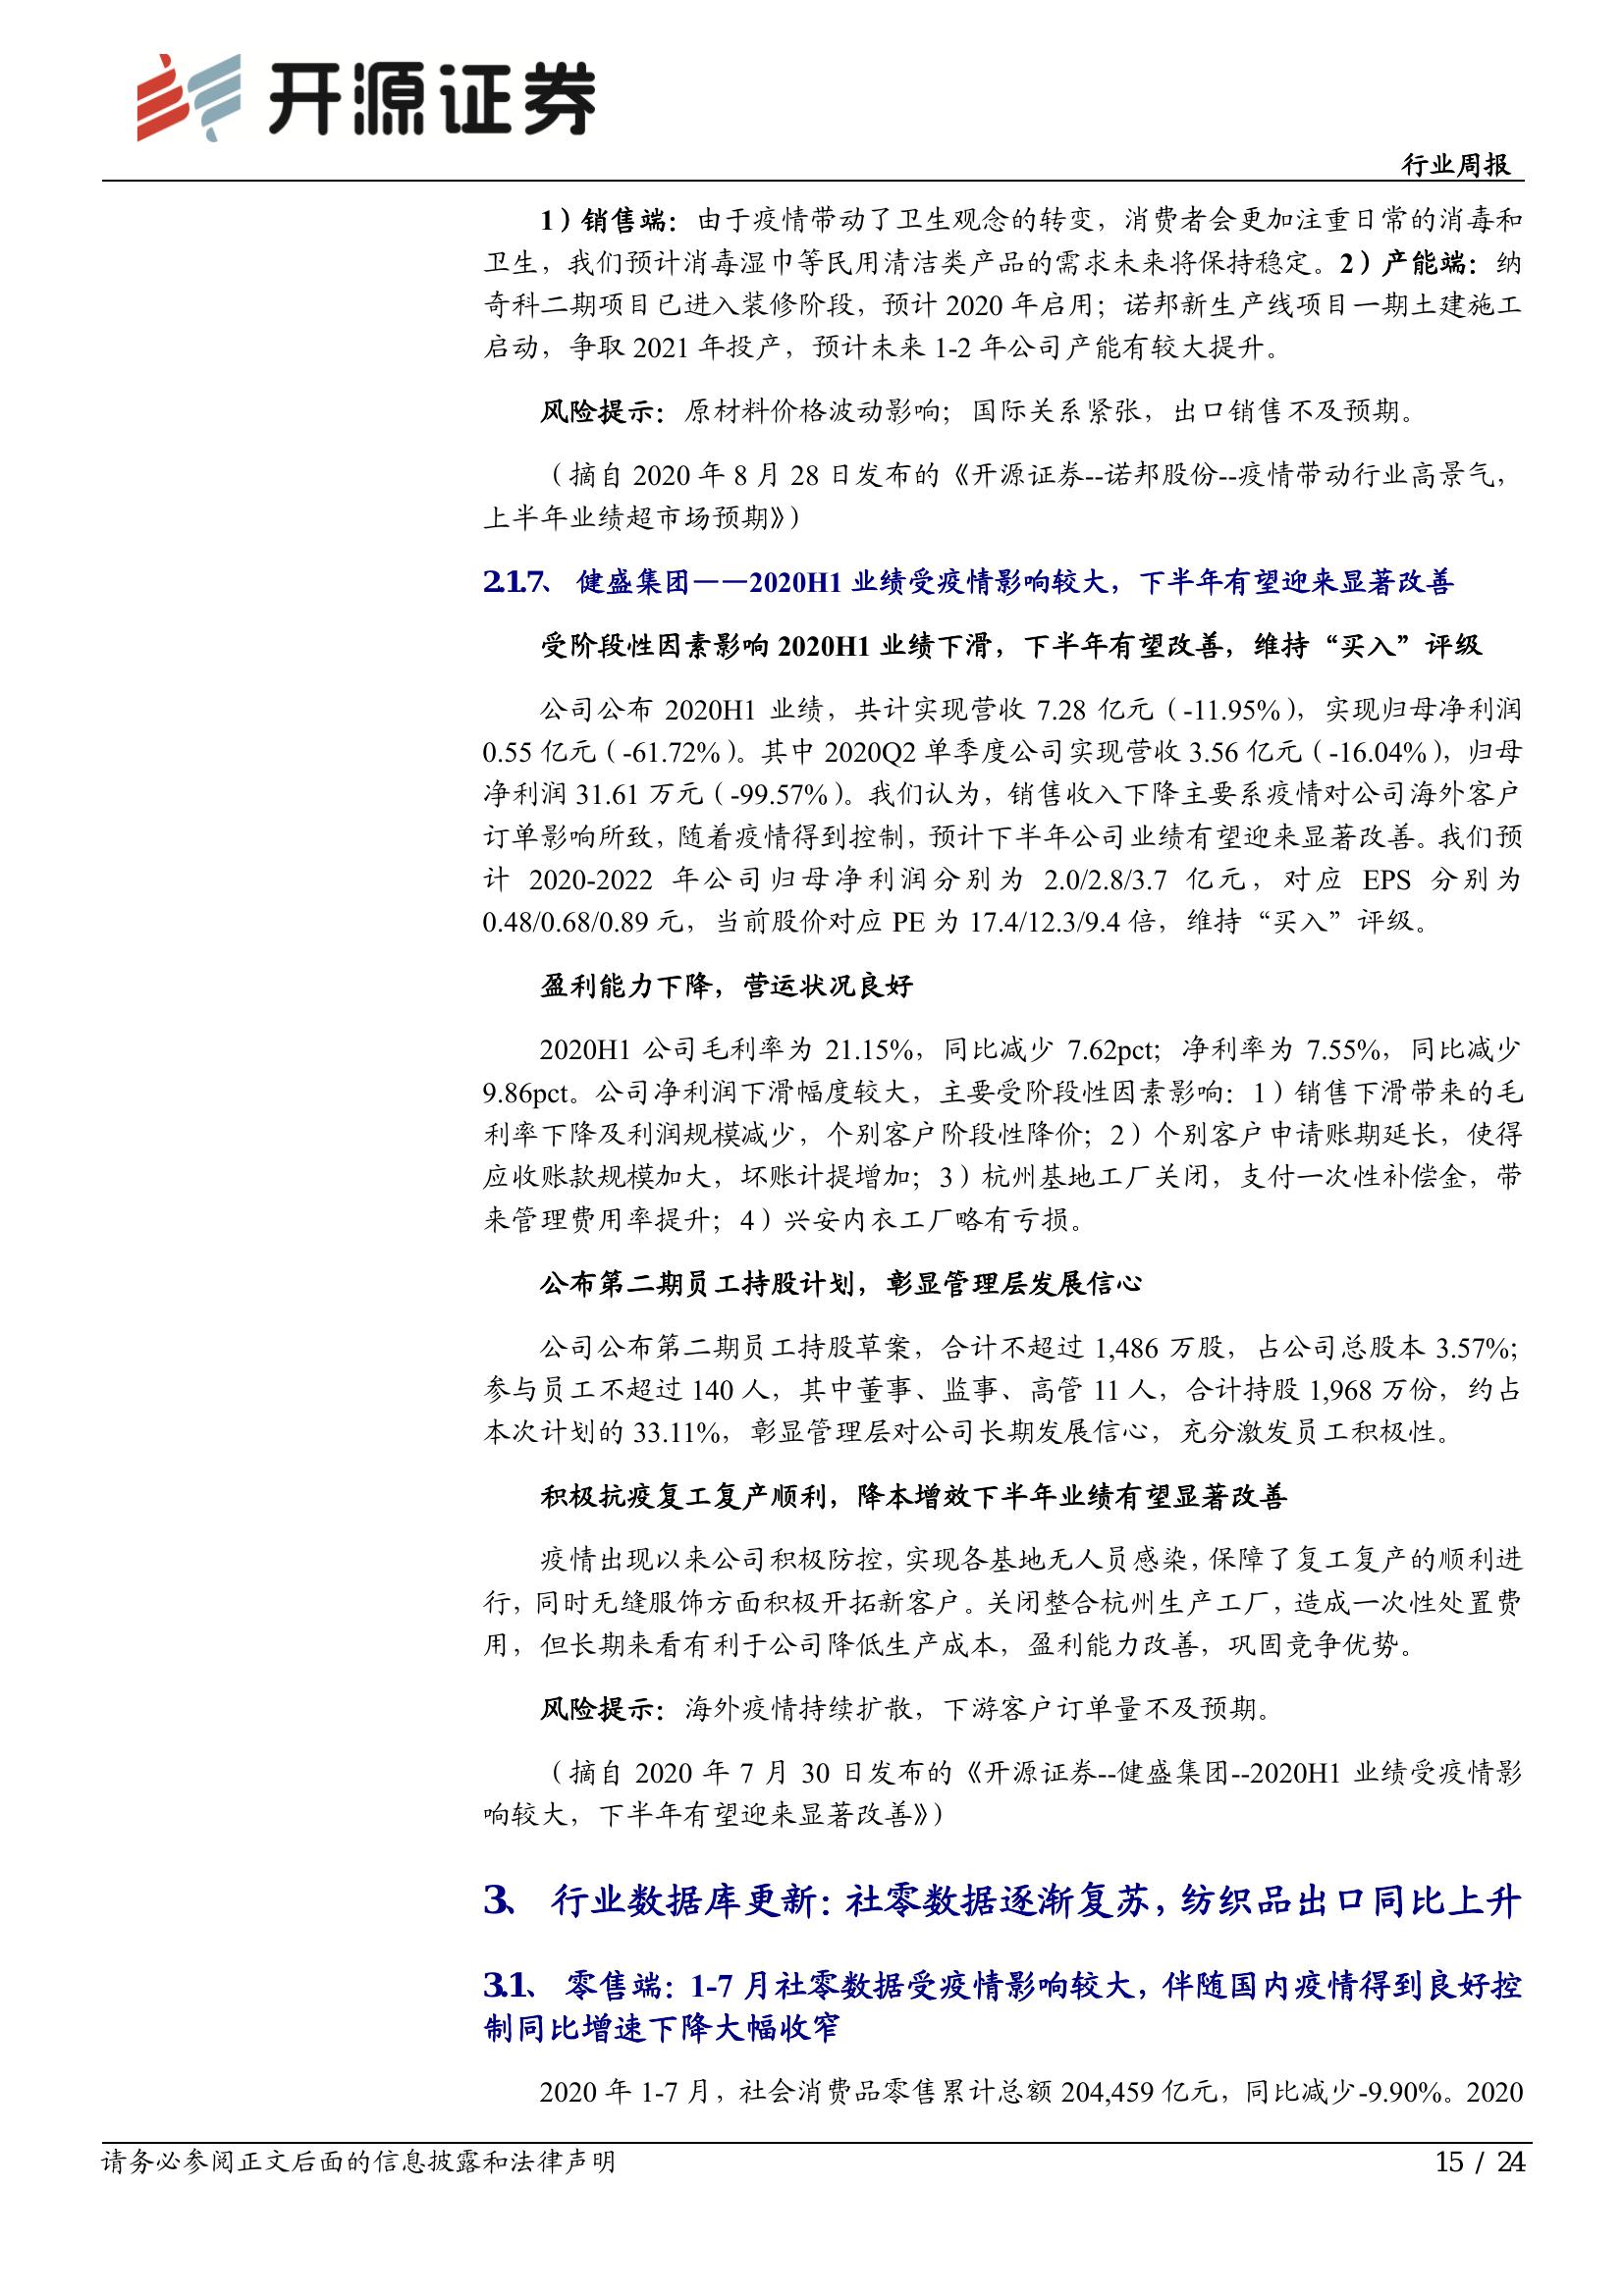 开源证券
行业周报
1）销售端：由于疫情带动了卫生观念的转变，消费者会更加注重日常的消毒和
卫生，我们预计消毒湿巾等民用清洁类产品的需求未来将保持稳定。2）产能端：纳
奇科二期项目已进入装修阶段，预计 2020 年启用；诺邦新生产线项目一期土建施工
启动，争取 2021 年投产，预计未来 1-2 年公司产能有较大提升。
风险提示：原材料价格波动影响；国际关系紧张，出口销售不及预期。
（摘自 2020 年 8 月 28 日发布的《开源证券--诺邦股份--疫情带动行业高景气，
上半年业绩超市场预期》）
2.1.7、 健盛集团——2020H1 业绩受疫情影响较大，下半年有望迎来显著改善
受阶段性因素影响 2020H1 业绩下滑，下半年有望改善，维持“买入”评级
公司公布 2020H1 业绩，共计实现营收 7.28 亿元（-11.95%），实现归母净利润
0.55 亿元（-61.72%）。其中 2020Q2 单季度公司实现营收 3.56 亿元（-16.04%），归母
净利润 31.61 万元（-99.57%）。我们认为，销售收入下降主要系疫情对公司海外客户
订单影响所致，随着疫情得到控制，预计下半年公司业绩有望迎来显著改善。我们预
计 2020-2022 年公司归母净利润分别为 2.0/2.8/3.7 亿元，对应 EPS 分别为
0.48/0.68/0.89 元，当前股价对应 PE 为 17.4/12.3/9.4 倍，维持“买入”评级。
盈利能力下降，营运状况良好
2020H1 公司毛利率为 21.15%，同比减少 7.62pct；净利率为 7.55%，同比减少
9.86pct。公司净利润下滑幅度较大，主要受阶段性因素影响：1）销售下滑带来的毛
利率下降及利润规模减少，个别客户阶段性降价；2）个别客户申请账期延长，使得
应收账款规模加大，坏账计提增加；3）杭州基地工厂关闭，支付一次性补偿金，带
来管理费用率提升；4）兴安内衣工厂略有亏损。
公布第二期员工持股计划，彰显管理层发展信心
公司公布第二期员工持股草案，合计不超过 1,486 万股，占公司总股本 3.57%；
参与员工不超过 140 人，其中董事、监事、高管 11 人，合计持股 1,968 万份，约占
本次计划的 33.11%，彰显管理层对公司长期发展信心，充分激发员工积极性。
积极抗疫复工复产顺利，降本增效下半年业绩有望显著改善
疫情出现以来公司积极防控，实现各基地无人员感染，保障了复工复产的顺利进
行，同时无缝服饰方面积极开拓新客户。关闭整合杭州生产工厂，造成一次性处置费
用，但长期来看有利于公司降低生产成本，盈利能力改善，巩固竞争优势。
风险提示：海外疫情持续扩散，下游客户订单量不及预期。
（摘自 2020 年 7 月 30 日发布的《开源证券--健盛集团--2020H1 业绩受疫情影
响较大，下半年有望迎来显著改善》）
3、 行业数据库更新：社零数据逐渐复苏，纺织品出口同比上升
3.1、 零售端：1-7 月社零数据受疫情影响较大，伴随国内疫情得到良好控
制同比增速下降大幅收窄
2020 年 1-7 月，社会消费品零售累计总额 204,459 亿元，同比减少-9.90%。2020
请务必参阅正文后面的信息披露和法律声明
15 / 24